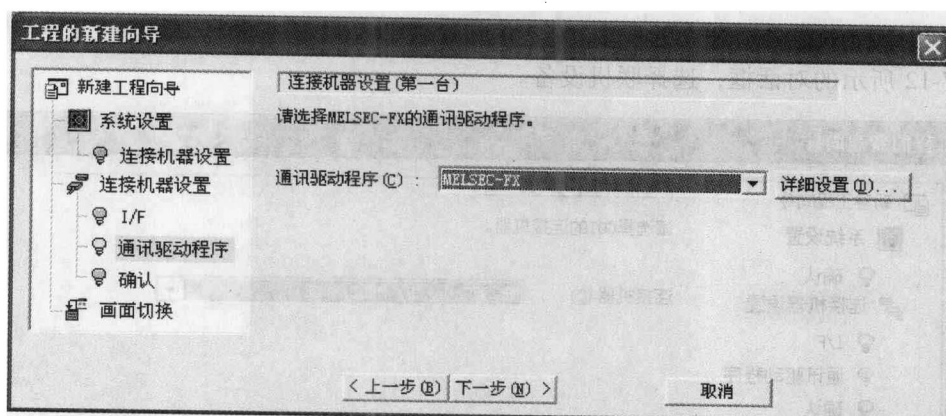 工程的新建向导
新建工程向导
系统设置
连接机器设置
连接机器设置
I/F
通讯驱动程序
确认
画面切换
连接机器设置(第一台)
请选择MELSEC-FX的通讯驱动程序。
通讯驱动程序(C):
MELSEC-FX
详细设置(D)...
<上一步(B)
下一步(N)>
取消